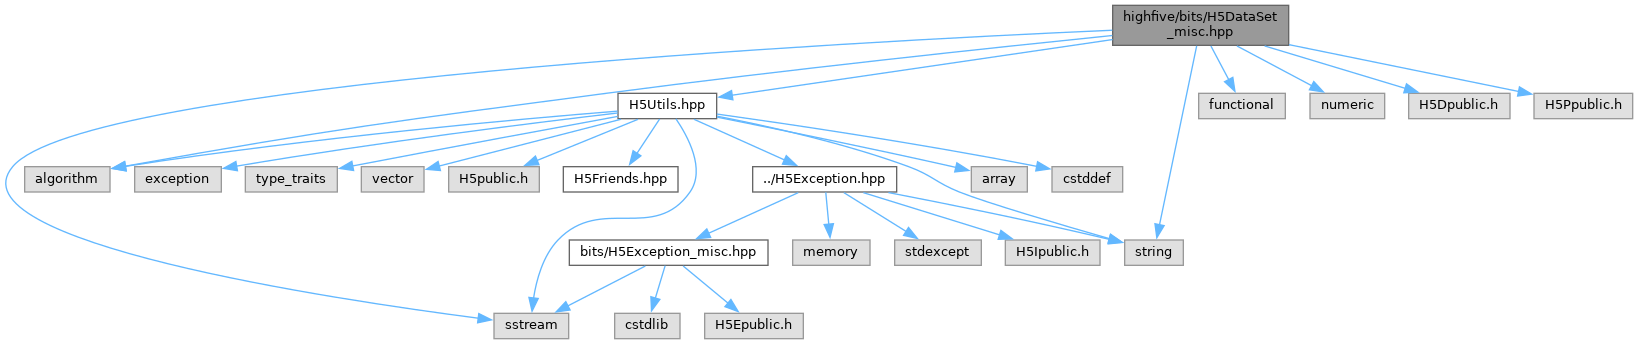 highfive/bits/H5DataSet
_misc.hpp
H5Utils.hpp
functional
numeric
H5Dpublic.h
H5Ppublic.h
algorithm
exception
type_traits
vector
H5public.h
H5Friends.hpp
../H5Exception.hpp
array
cstddef
bits/H5Exception_misc.hpp
memory
stdexcept
H5Ipublic.h
string
sstream
cstdlib
H5Epublic.h